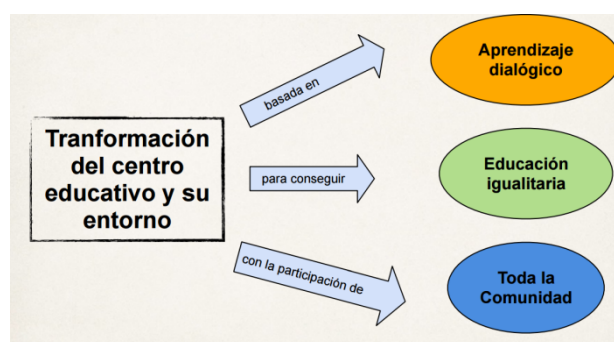 Tranformación
del centro
educativo y su
entorno
basada en
Aprendizaje
dialógico
para conseguir
Educación
igualitaria
con la participación de
Toda la
Comunidad